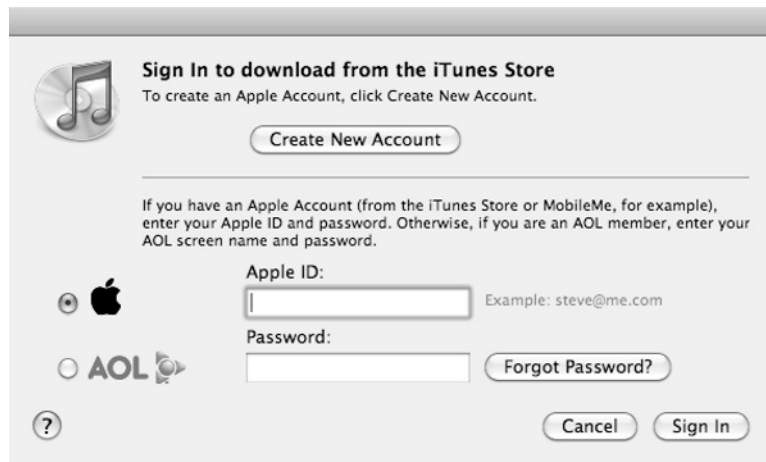 Sign In to download from the iTunes Store
To create an Apple Account, click Create New Account.
Create New Account
If you have an Apple Account (from the iTunes Store or MobileMe, for example),
enter your Apple ID and password. Otherwise, if you are an AOL member, enter your
AOL screen name and password.
Apple ID:
Example: steve@me.com
Password:
AOL
Forgot Password?
?
Cancel
Sign In